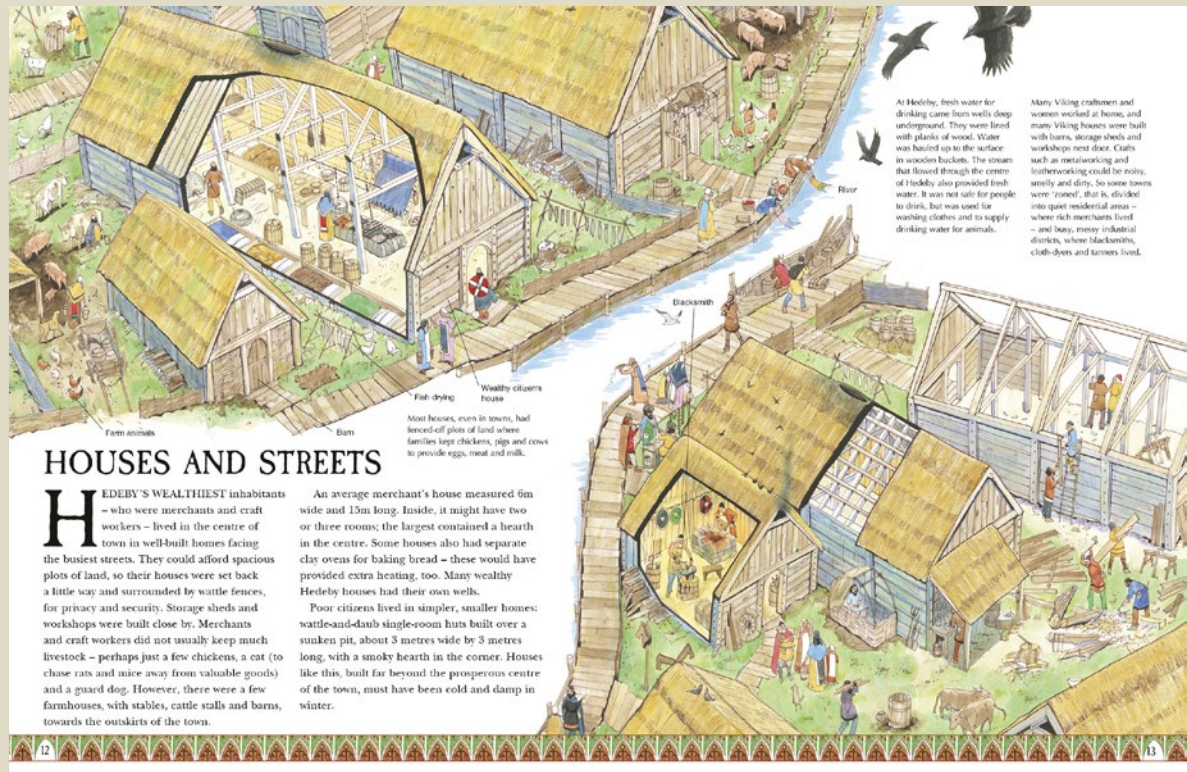 At Hedeby, fresh water for
drinking came from wells deep
underground. They were lined
with planks of wood. Water
was hauled up to the surface
in wooden buckets. The stream
that flowed through the centre
of Hedeby also provided fresh
water. It was not safe for people
to drink, but was used for
washing clothes and to supply
drinking water for animals.
Many Viking craftsmen and
women worked at home, and
many Viking houses were built
with barns, storage sheds and
workshops next door. Crafts
such as metalworking and
leatherworking could be noisy,
smelly and dirty. So some towns
were 'zoned', that is, divided
into quiet residential areas –
where rich merchants lived
– and busy, messy industrial
districts, where blacksmiths,
cloth-dyers and tanners lived.
River
Blacksmith
Wealthy citizen's
house
Fish drying
Barn
Farm animals
Most houses, even in towns, had
fenced-off plots of land where
families kept chickens, pigs and cows
to provide eggs, meat and milk.
HOUSES AND STREETS
HEDEBY'S WEALTHIEST inhabitants
– who were merchants and craft
workers – lived in the centre of
town in well-built homes facing
the busiest streets. They could afford spacious
plots of land, so their houses were set back
a little way and surrounded by wattle fences,
for privacy and security. Storage sheds and
workshops were built close by. Merchants
and craft workers did not usually keep much
livestock – perhaps just a few chickens, a cat (to
chase rats and mice away from valuable goods)
and a guard dog. However, there were a few
farmhouses, with stables, cattle stalls and barns,
towards the outskirts of the town.
An average merchant's house measured 6m
wide and 15m long. Inside, it might have two
or three rooms; the largest contained a hearth
in the centre. Some houses also had separate
clay ovens for baking bread – these would have
provided extra heating, too. Many wealthy
Hedeby houses had their own wells.
Poor citizens lived in simpler, smaller homes:
wattle-and-daub single-room huts built over a
sunken pit, about 3 metres wide by 3 metres
long, with a smoky hearth in the corner. Houses
like this, built far beyond the prosperous centre
of the town, must have been cold and damp in
winter.
12
13